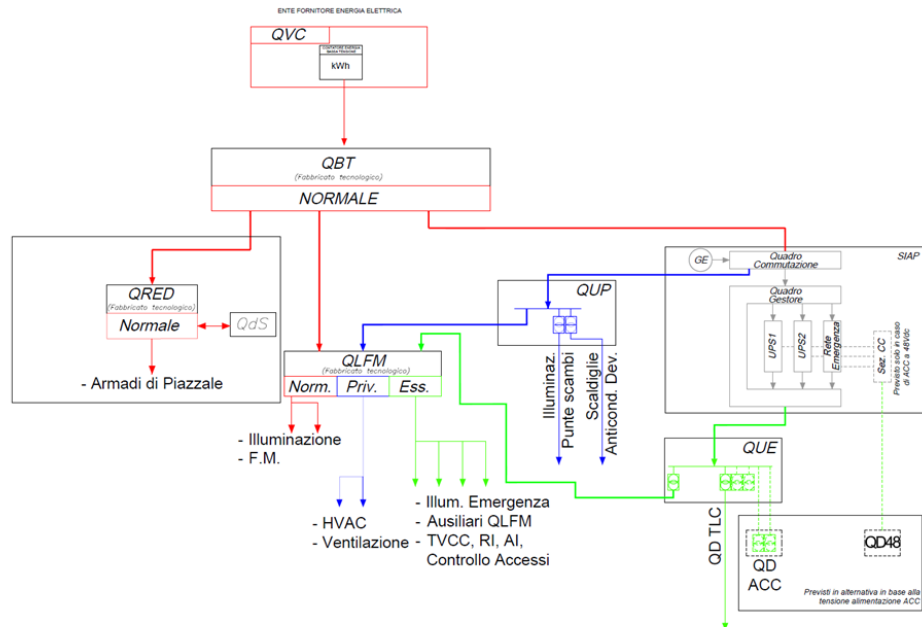 ENTE FORNITORE ENERGIA ELETTRICA
QVC
CONTATORE ENERGIA
BASSA TENSIONE
kWh
QBT
(Fabbricato tecnologico)
NORMALE
QRED
(Fabbricato tecnologico)
Normale
QdS
- Armadi di Piazzale
QLFM
(Fabbricato tecnologico)
Norm.
Priv.
Ess.
- Illuminazione
- F.M.
- HVAC
- Ventilazione
- Illum. Emergenza
- Ausiliari QLFM
- TVCC, RI, AI,
Controllo Accessi
QUP
Illuminaz.
Punte scambi
Scaldiglie
Anticond. Dev.
SIAP
GE
Quadro
Commutazione
Quadro
Gestore
UPS1
UPS2
Rete
Emergenza
Sez. CC
Previsto solo in caso
di ACC a 48Vdc
QUE
QD TLC
QD
ACC
QD48
Previsti in alternativa in base alla
tensione alimentazione ACC